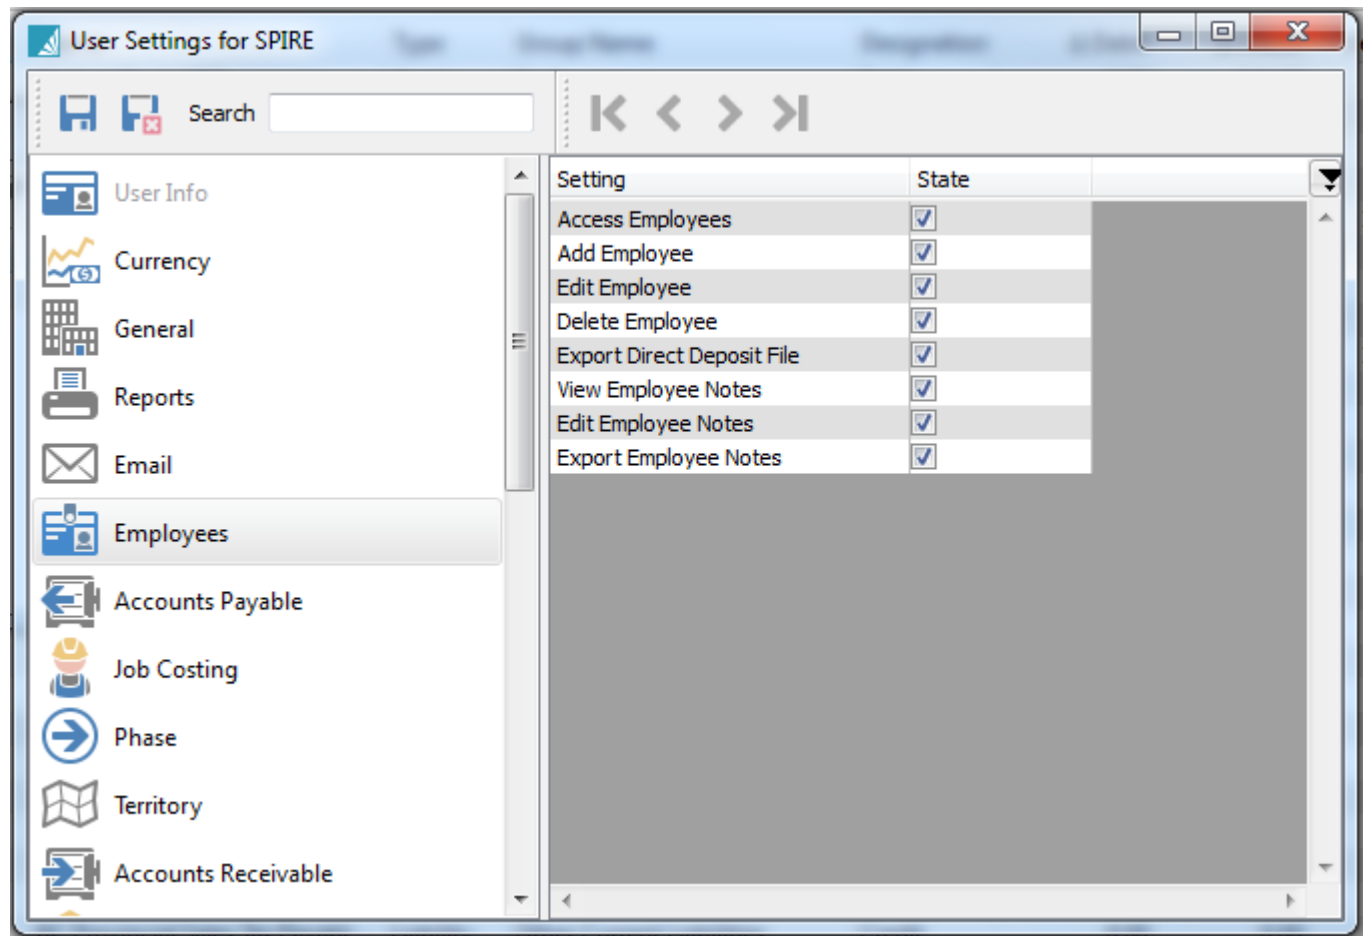 User Settings for SPIRE
Search
User Info
Currency
General
Reports
Email
Employees
Accounts Payable
Job Costing
Phase
Territory
Accounts Receivable
Setting State
Access Employees
Add Employee
Edit Employee
Delete Employee
Export Direct Deposit File
View Employee Notes
Edit Employee Notes
Export Employee Notes